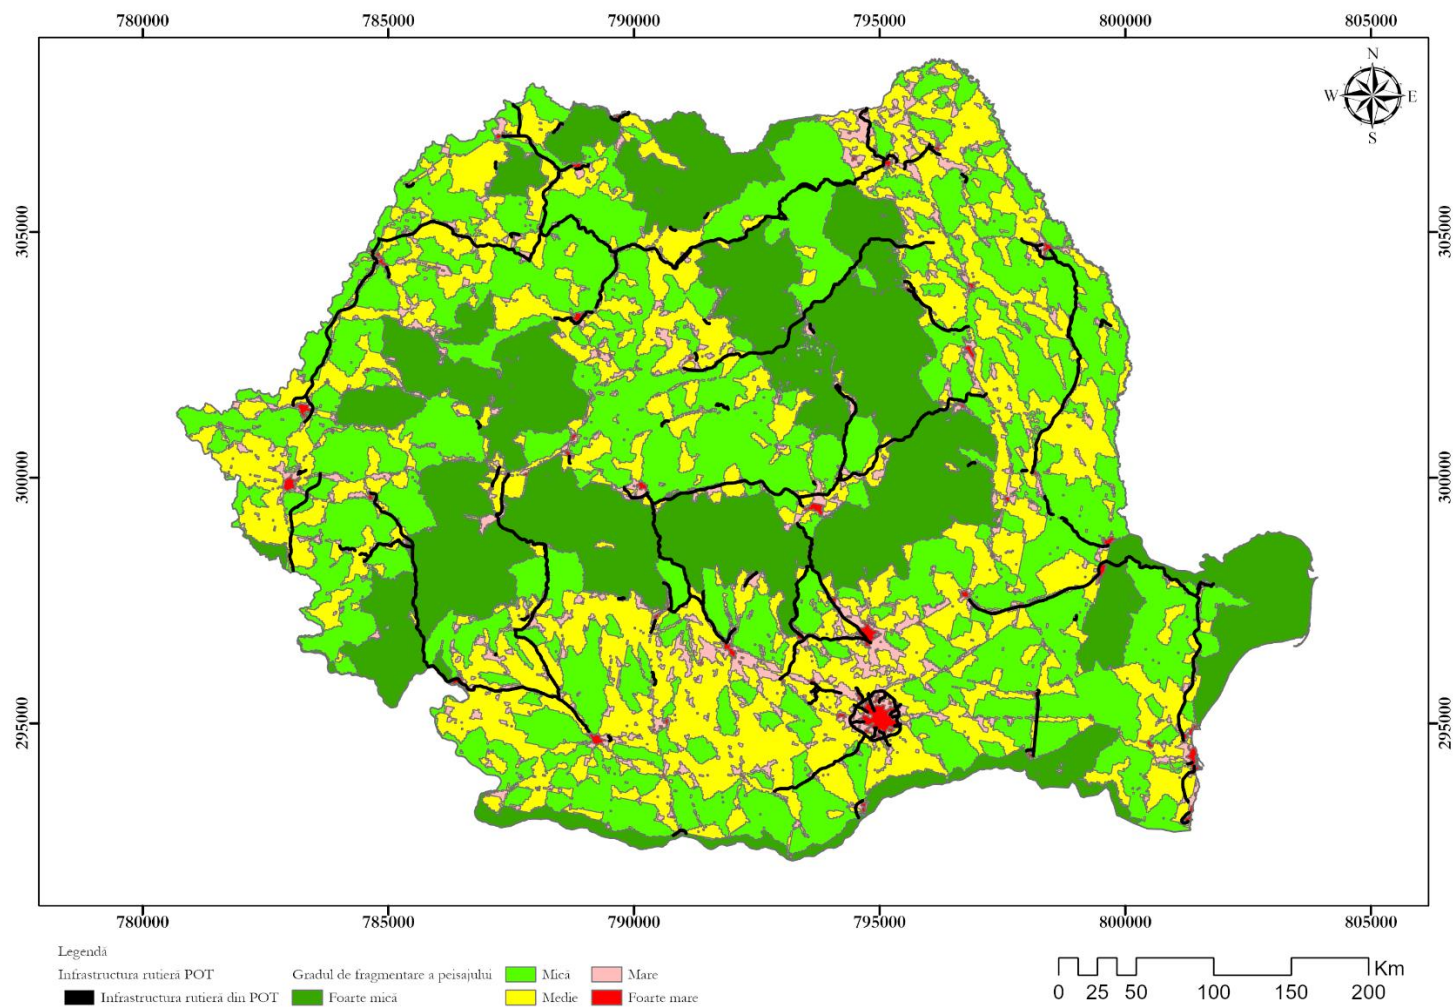 780000 785000 790000 795000 800000 805000
N
W E
S
305000 305000
300000 300000
295000 295000
780000 785000 790000 795000 800000 805000
Legendă
Infrastructura rutieră POT Gradul de fragmentare a peisajului Mică Mare
Infrastructura rutieră din POT Foarte mică Medie Foarte mare
Km
0 25 50 100 150 200